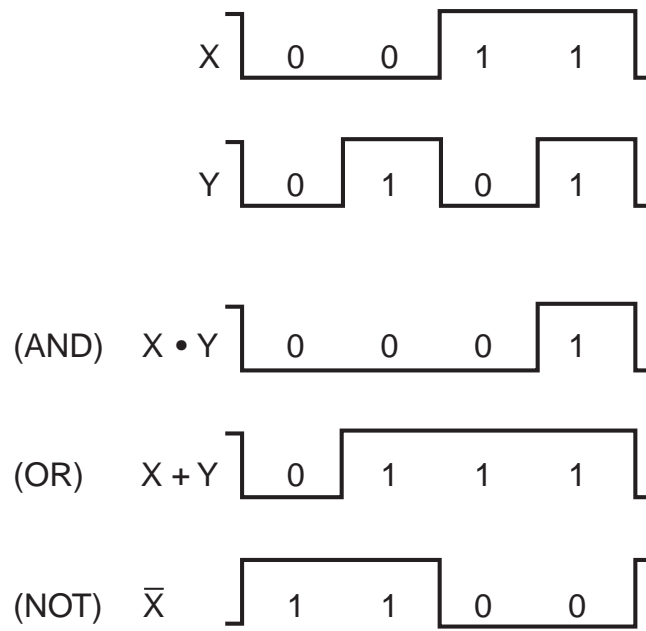 X 0 0 1 1
Y 0 1 0 1
(AND) X • Y 0 0 0 1
(OR) X + Y 0 1 1 1
(NOT) X̅ 1 1 0 0